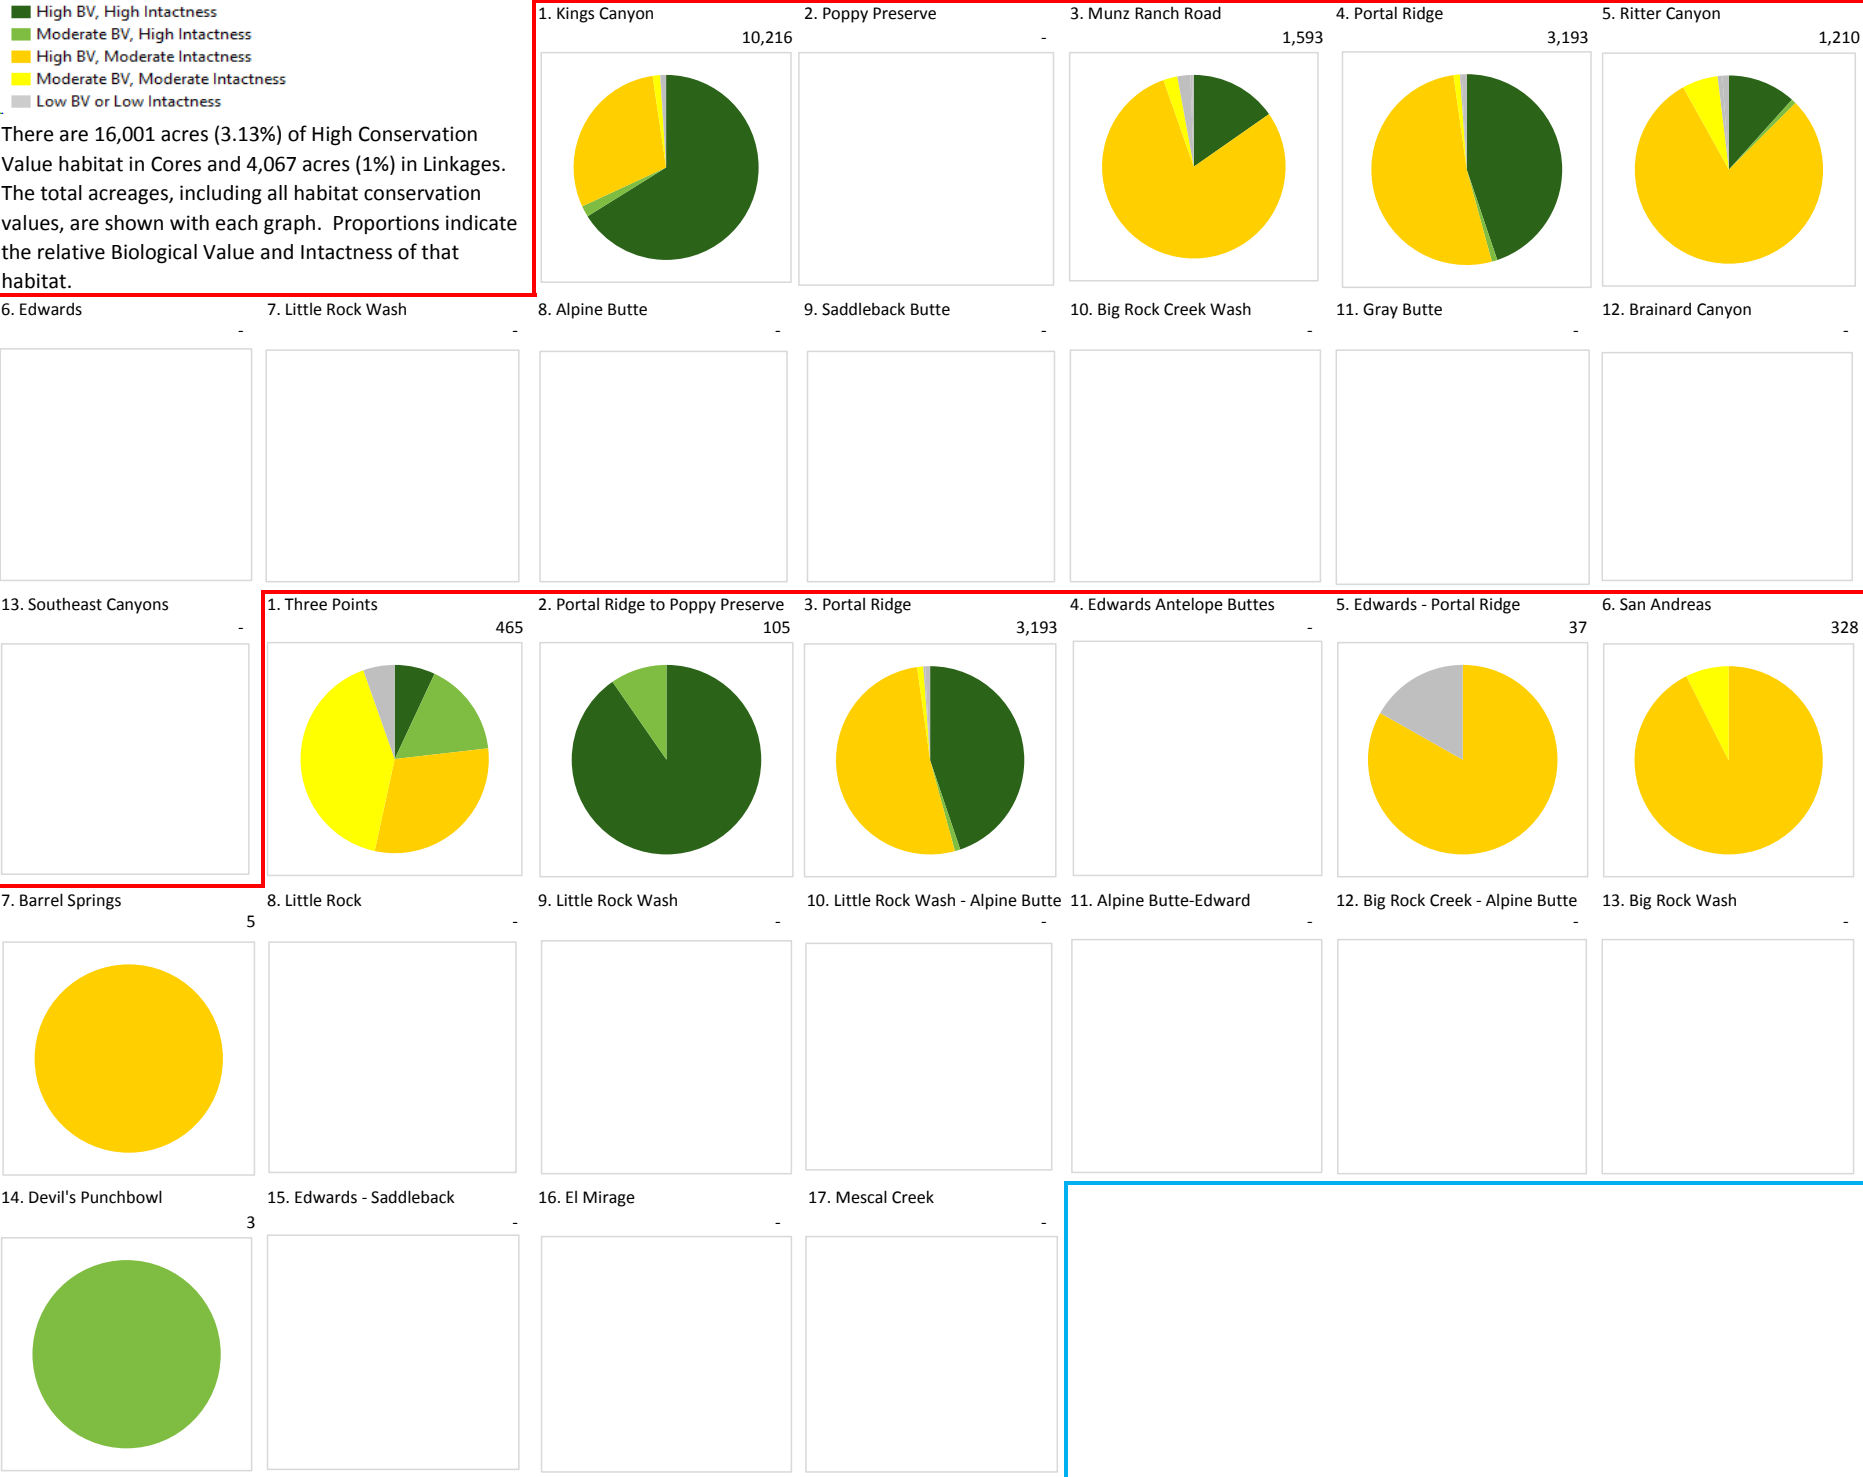 High BV, High Intactness
Moderate BV, High Intactness
High BV, Moderate Intactness
Moderate BV, Moderate Intactness
Low BV or Low Intactness
-
There are 16,001 acres (3.13%) of High Conservation
Value habitat in Cores and 4,067 acres (1%) in Linkages.
The total acreages, including all habitat conservation
values, are shown with each graph.  Proportions indicate
the relative Biological Value and Intactness of that
habitat.
1. Kings Canyon
10,216
2. Poppy Preserve
-
3. Munz Ranch Road
1,593
4. Portal Ridge
3,193
5. Ritter Canyon
1,210
6. Edwards
-
7. Little Rock Wash
-
8. Alpine Butte
-
9. Saddleback Butte
-
10. Big Rock Creek Wash
-
11. Gray Butte
-
12. Brainard Canyon
-
13. Southeast Canyons
-
1. Three Points
465
2. Portal Ridge to Poppy Preserve
105
3. Portal Ridge
3,193
4. Edwards Antelope Buttes
-
5. Edwards - Portal Ridge
37
6. San Andreas
328
7. Barrel Springs
5
8. Little Rock
-
9. Little Rock Wash
-
10. Little Rock Wash - Alpine Butte
-
11. Alpine Butte-Edward
-
12. Big Rock Creek - Alpine Butte
-
13. Big Rock Wash
-
14. Devil's Punchbowl
3
15. Edwards - Saddleback
-
16. El Mirage
-
17. Mescal Creek
-